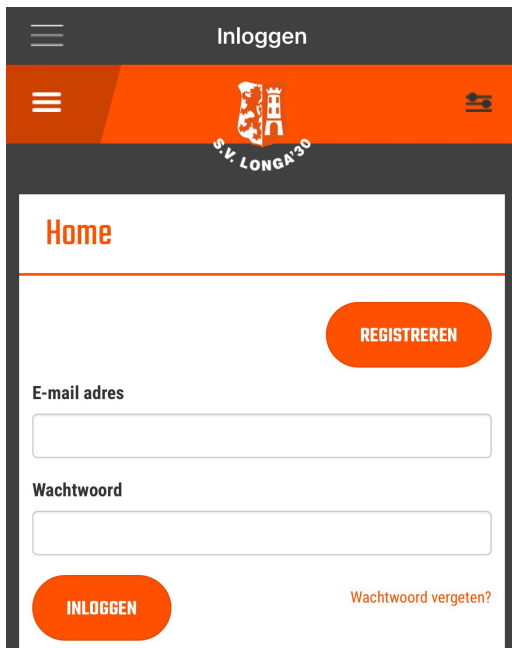 Inloggen
S.V. LONGA'30
Home
REGISTREREN
E-mail adres
Wachtwoord
INLOGGEN
Wachtwoord vergeten?